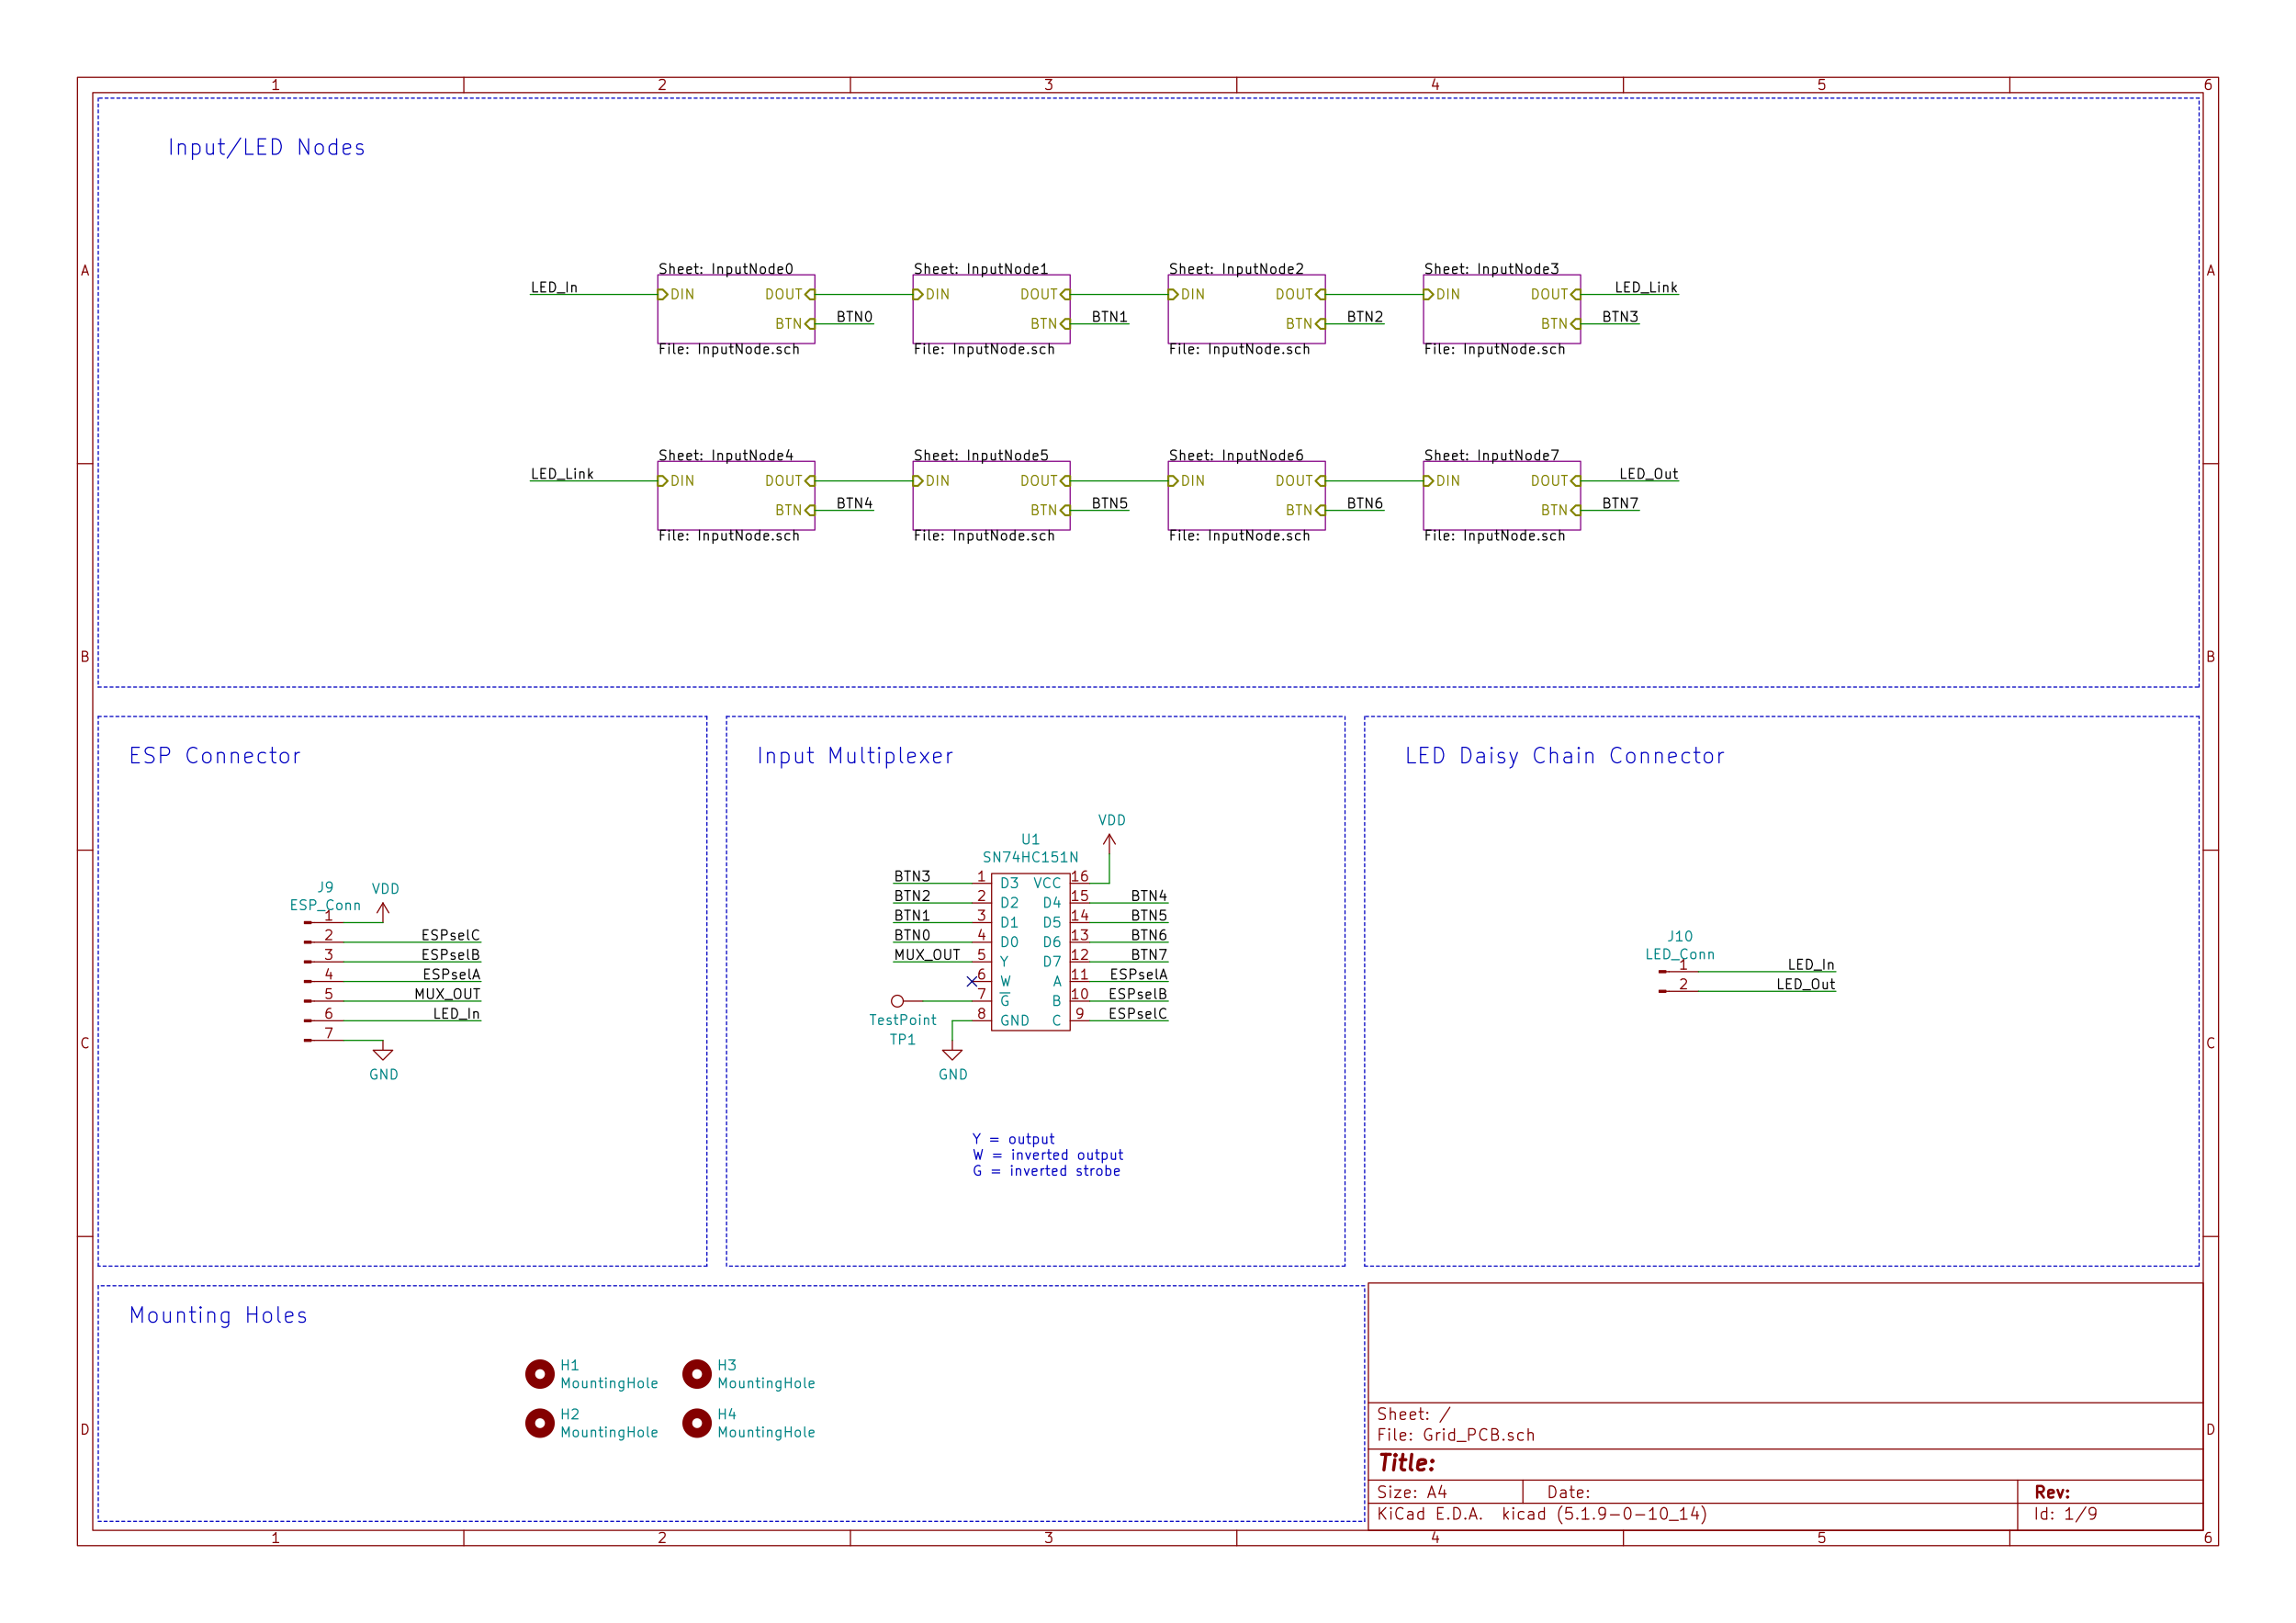 1 2 3 4 5 6
Input/LED Nodes
A A
Sheet: InputNode0 Sheet: InputNode1 Sheet: InputNode2 Sheet: InputNode3
LED_In DIN DOUT DIN DOUT DIN DOUT DIN DOUT LED_Link
BTN BTN0 BTN BTN1 BTN BTN2 BTN BTN3
File: InputNode.sch File: InputNode.sch File: InputNode.sch File: InputNode.sch
Sheet: InputNode4 Sheet: InputNode5 Sheet: InputNode6 Sheet: InputNode7
LED_Link DIN DOUT DIN DOUT DIN DOUT DIN DOUT LED_Out
BTN BTN4 BTN BTN5 BTN BTN6 BTN BTN7
File: InputNode.sch File: InputNode.sch File: InputNode.sch File: InputNode.sch
B B
ESP Connector
J9
ESP_Conn
VDD
1
2 ESPselC
3 ESPselB
4 ESPselA
5 MUX_OUT
6 LED_In
7
GND
Input Multiplexer
VDD
U1
SN74HC151N
BTN3 1 D3 VCC 16
BTN2 2 D2 D4 15 BTN4
BTN1 3 D1 D5 14 BTN5
BTN0 4 D0 D6 13 BTN6
MUX_OUT 5 Y D7 12 BTN7
6 W A 11 ESPselA
7 G B 10 ESPselB
8 GND C 9 ESPselC
TestPoint
TP1
GND
Y = output
W = inverted output
G = inverted strobe
LED Daisy Chain Connector
J10
LED_Conn
1 LED_In
2 LED_Out
C C
Mounting Holes
H1
MountingHole
H3
MountingHole
H2
MountingHole
H4
MountingHole
D D
Sheet: /
File: Grid_PCB.sch
Title:
Size: A4 Date: Rev:
KiCad E.D.A. kicad (5.1.9-0-10_14) Id: 1/9
1 2 3 4 5 6